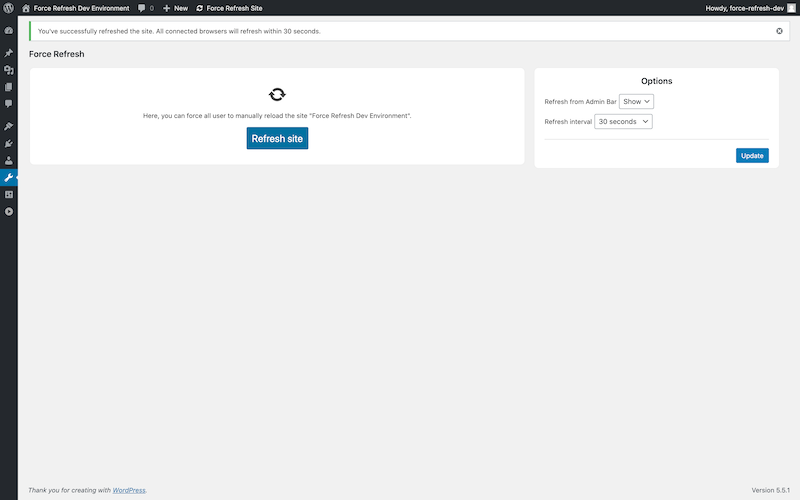 Force Refresh Dev Environment 0 New Force Refresh Site Howdy, force-refresh-dev
You've successfully refreshed the site. All connected browsers will refresh within 30 seconds.
Force Refresh
Here, you can force all user to manually reload the site "Force Refresh Dev Environment".
Refresh site
Options
Refresh from Admin Bar Show
Refresh interval 30 seconds
Update
Thank you for creating with WordPress. Version 5.5.1